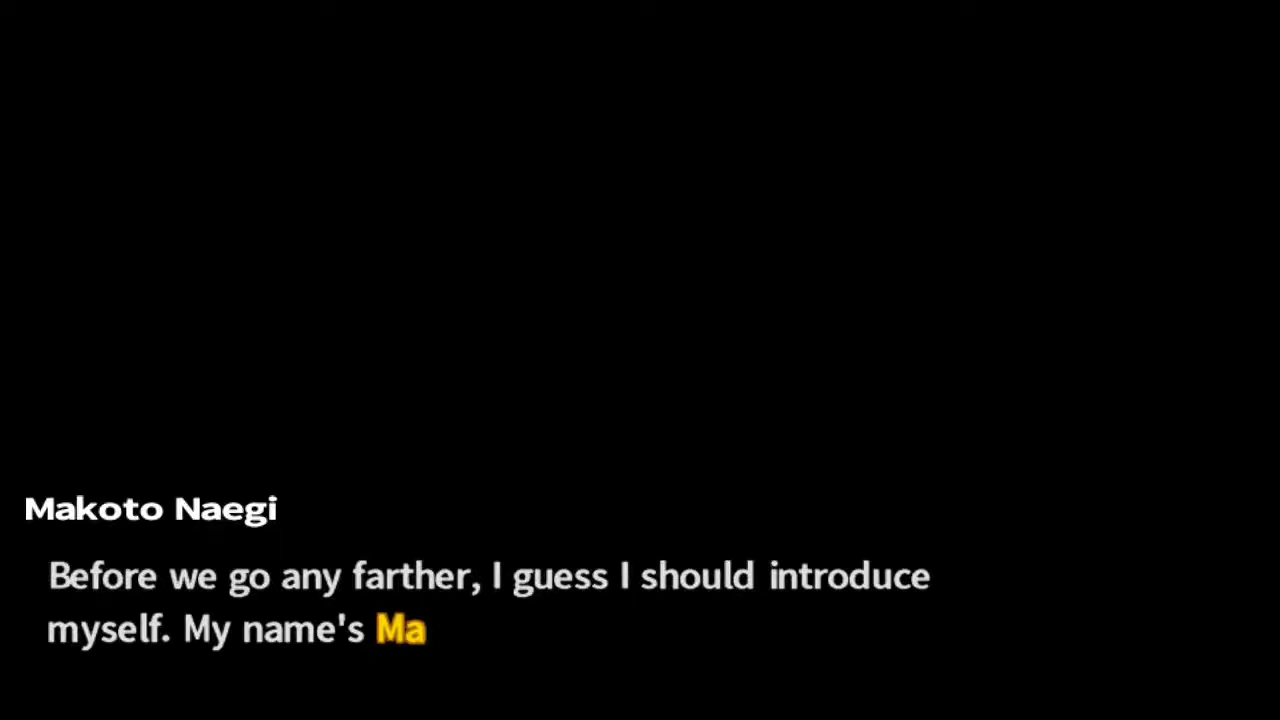 Makoto Naegi
Before we go any farther, I guess I should introduce
myself. My name's Ma